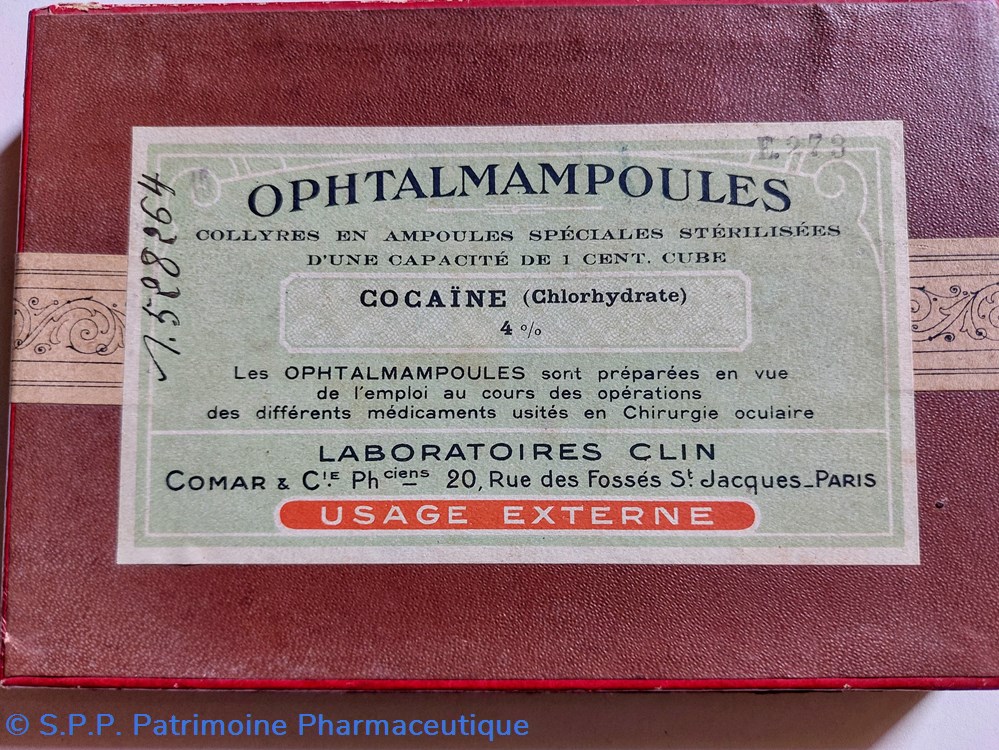 E.273
OPHTALMAMPOULES
COLLYRES EN AMPOULES SPÉCIALES STÉRILISÉES
D'UNE CAPACITÉ DE 1 CENT. CUBE
COCAÏNE (Chlorhydrate)
4 %
Les OPHTALMAMPOULES sont préparées en vue
de l'emploi au cours des opérations
des différents médicaments usités en Chirurgie oculaire
LABORATOIRES CLIN
COMAR & CIE Phciens 20, Rue des Fossés St Jacques_PARIS
USAGE EXTERNE
1.528264
© S.P.P. Patrimoine Pharmaceutique